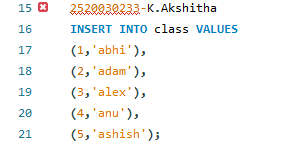 15 2520030233-K.Akshitha
16 INSERT INTO class VALUES
17 (1,'abhi'),
18 (2,'adam'),
19 (3,'alex'),
20 (4,'anu'),
21 (5,'ashish');